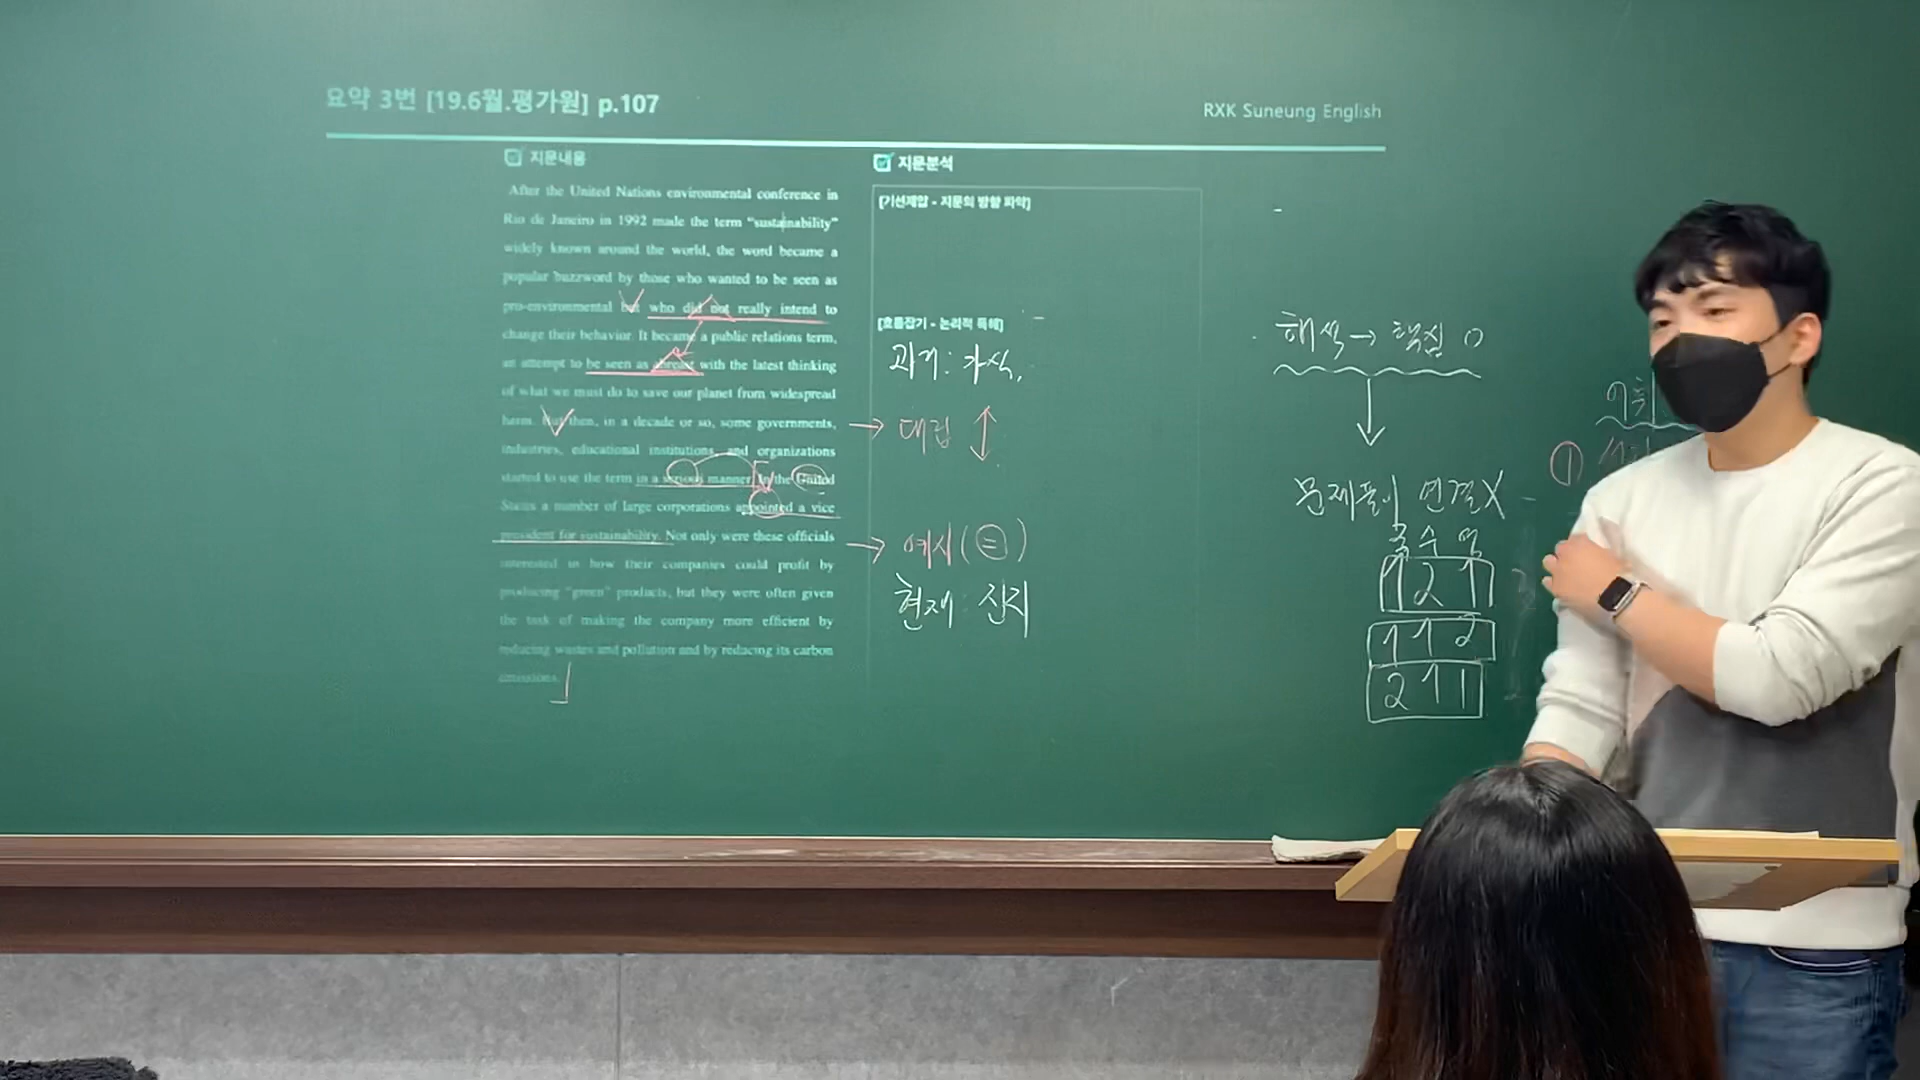 요약 3번 [19.6월.평가원] p.107
RXK Suneung English
지문내용
After the United Nations environmental conference in
Rio de Janeiro in 1992 made the term “sustainability”
widely known around the world, the word became a
popular buzzword by those who wanted to be seen as
pro-environmental but who did not really intend to
change their behavior. It became a public relations term,
an attempt to be seen as abreast with the latest thinking
of what we must do to save our planet from widespread
harm. But then, in a decade or so, some governments,
industries, educational institutions, and organizations
started to use the term in a serious manner. In the United
States a number of large corporations appointed a vice
president for sustainability. Not only were these officials
interested in how their companies could profit by
producing “green” products, but they were often given
the task of making the company more efficient by
reducing wastes and pollution and by reducing its carbon
emissions.
지문분석
[기선제압 - 지문의 방향 파악]
[흐름잡기 - 논리적 독해]
과거: 가식.
→ 대립 ↕
→ 예시(=)
현재: 진지
해석 → 핵심 O
↓
문제풀이 연결X
국 수 영
1 2 1
1 1 2
2 1 1
어휘
①